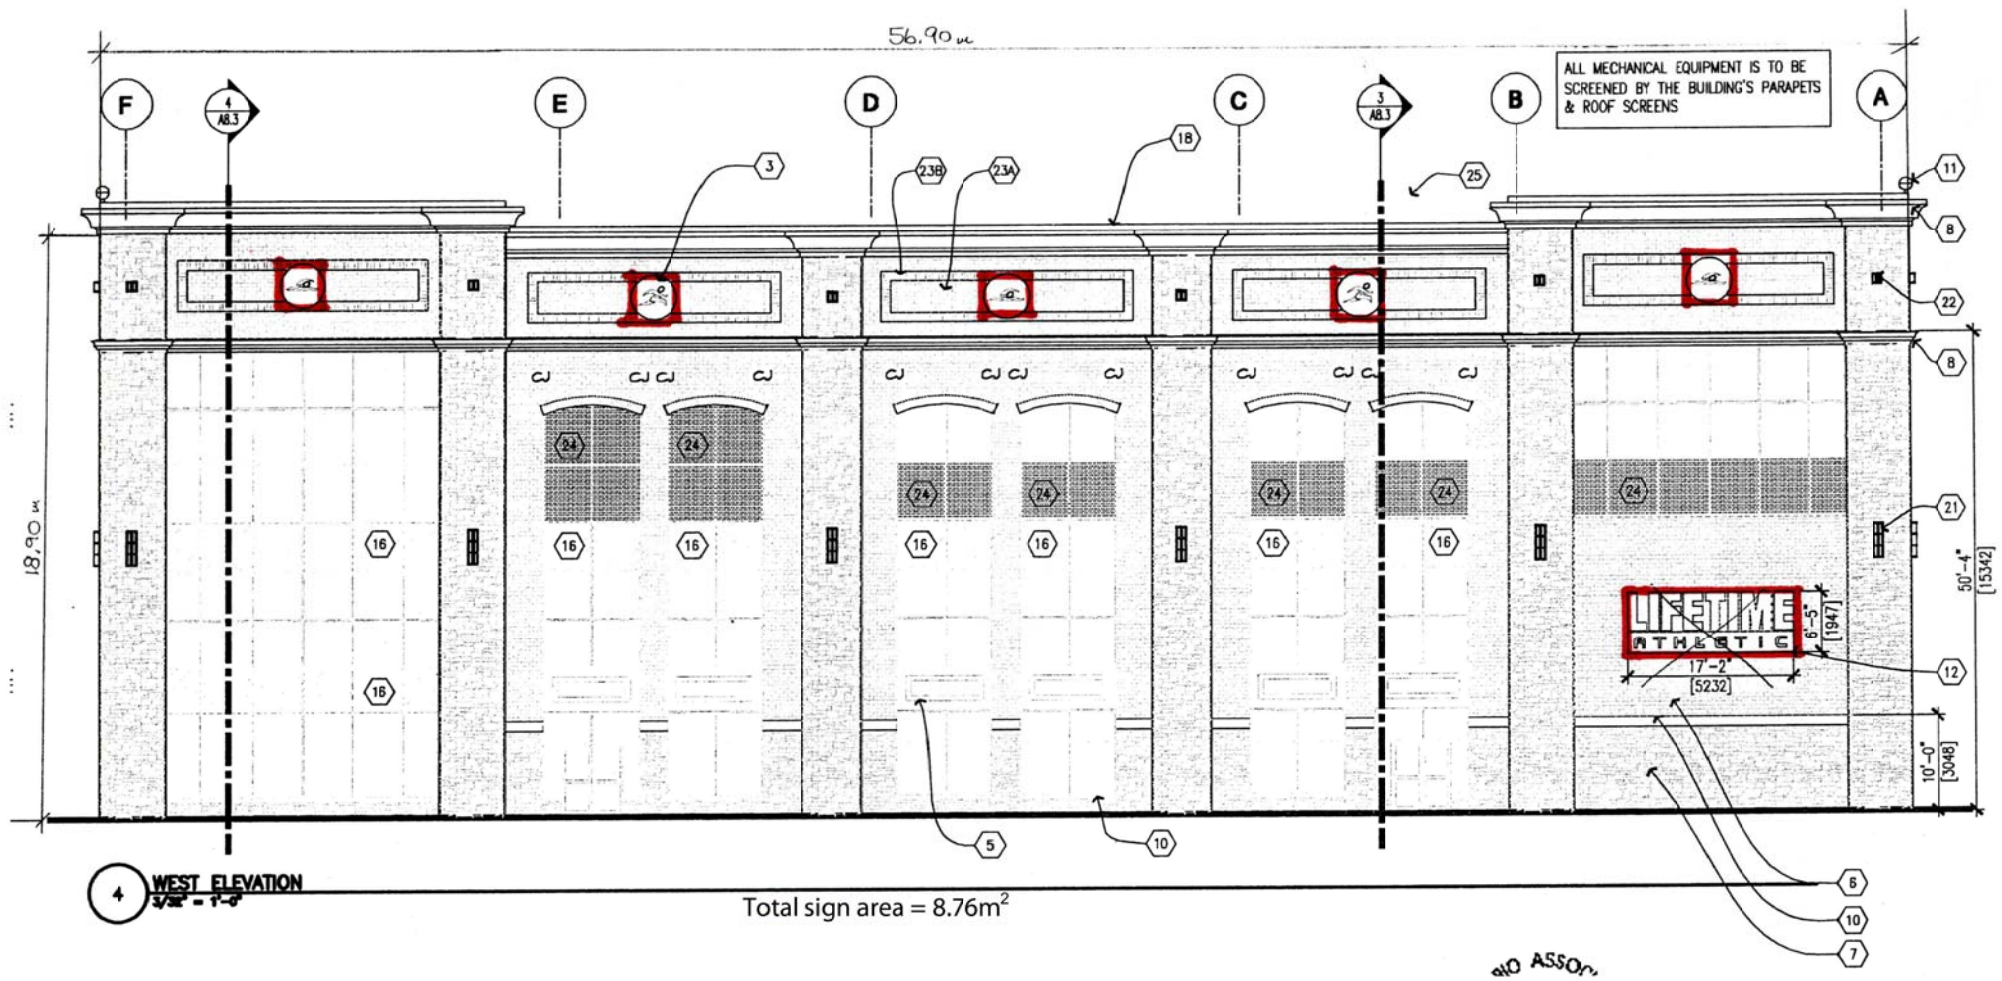 56.90 m
ALL MECHANICAL EQUIPMENT IS TO BE
SCREENED BY THE BUILDING'S PARAPETS
& ROOF SCREENS
F
4
A8.3
E
D
C
3
A8.3
B
A
18
3
23B
23A
25
11
8
22
8
CJ
CJ CJ
CJ
CJ
CJ CJ
CJ
CJ
CJ CJ
CJ
24
24
24
24
24
24
24
21
16
16
16
16
16
16
16
18.90 m
50'-4"
[15342]
LIFETIME
ATHLETIC
6'-5"
[1947]
17'-2"
[5232]
12
16
10'-0"
[3048]
5
10
6
10
7
4
WEST ELEVATION
3/32" = 1'-0"
Total sign area = 8.76m²